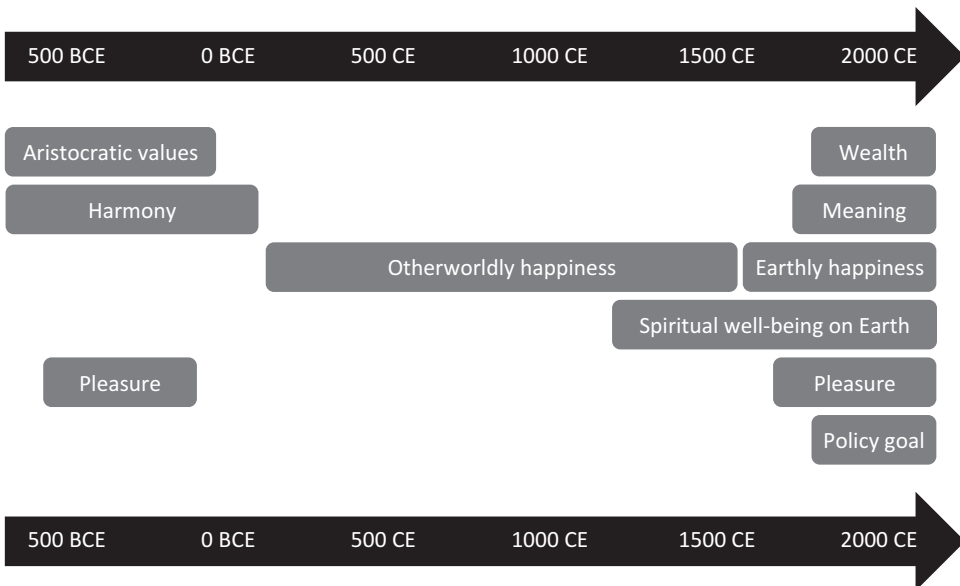 500 BCE 0 BCE 500 CE 1000 CE 1500 CE 2000 CE
Aristocratic values Wealth
Harmony Meaning
Otherworldly happiness Earthly happiness
Spiritual well-being on Earth
Pleasure Pleasure
Policy goal
500 BCE 0 BCE 500 CE 1000 CE 1500 CE 2000 CE